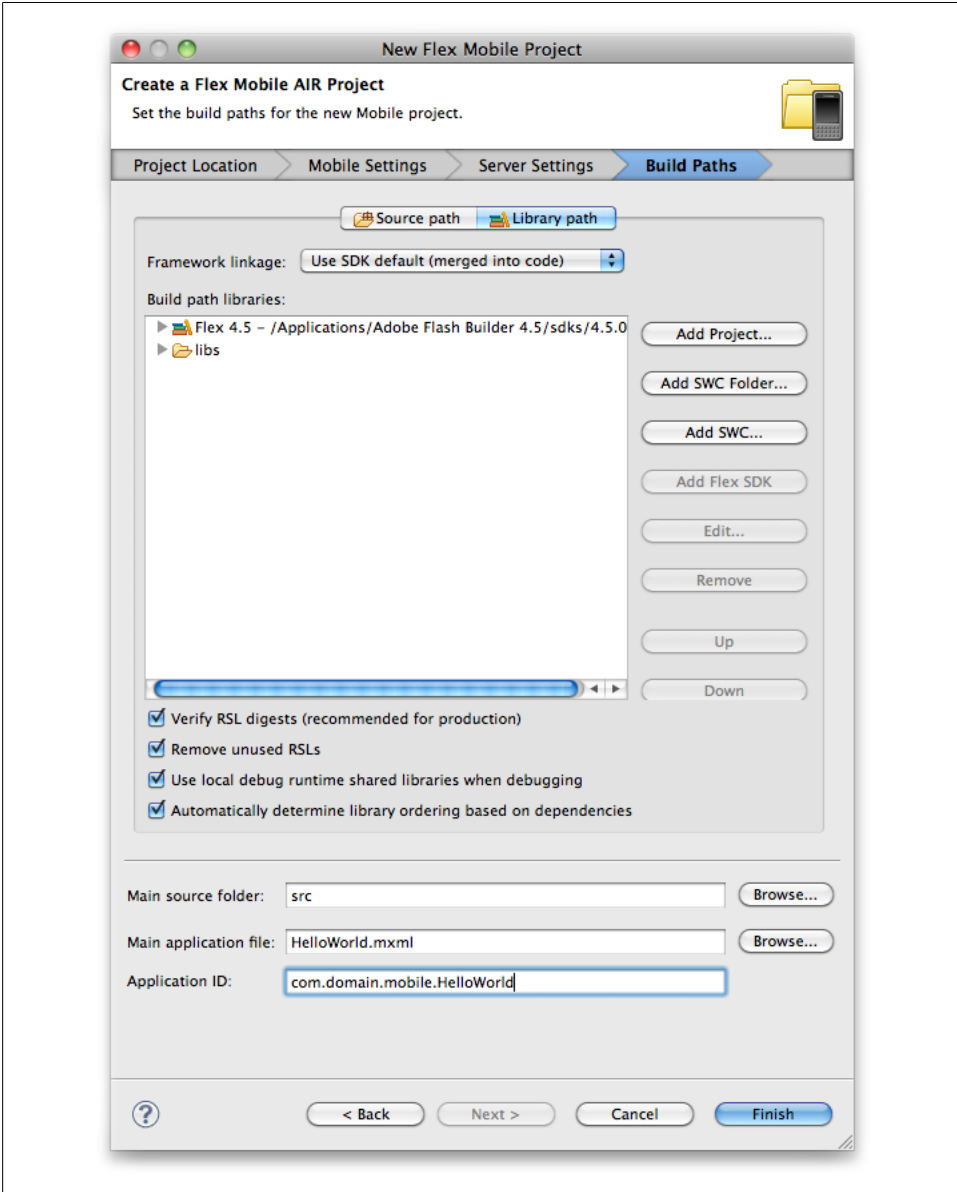 New Flex Mobile Project
Create a Flex Mobile AIR Project
Set the build paths for the new Mobile project.
Project Location
Mobile Settings
Server Settings
Build Paths
Source path
Library path
Framework linkage:
Use SDK default (merged into code)
Build path libraries:
Flex 4.5 – /Applications/Adobe Flash Builder 4.5/sdks/4.5.0
libs
Add Project...
Add SWC Folder...
Add SWC...
Add Flex SDK
Edit...
Remove
Up
Down
Verify RSL digests (recommended for production)
Remove unused RSLs
Use local debug runtime shared libraries when debugging
Automatically determine library ordering based on dependencies
Main source folder:
src
Browse...
Main application file:
HelloWorld.mxml
Browse...
Application ID:
com.domain.mobile.HelloWorld
?
< Back
Next >
Cancel
Finish